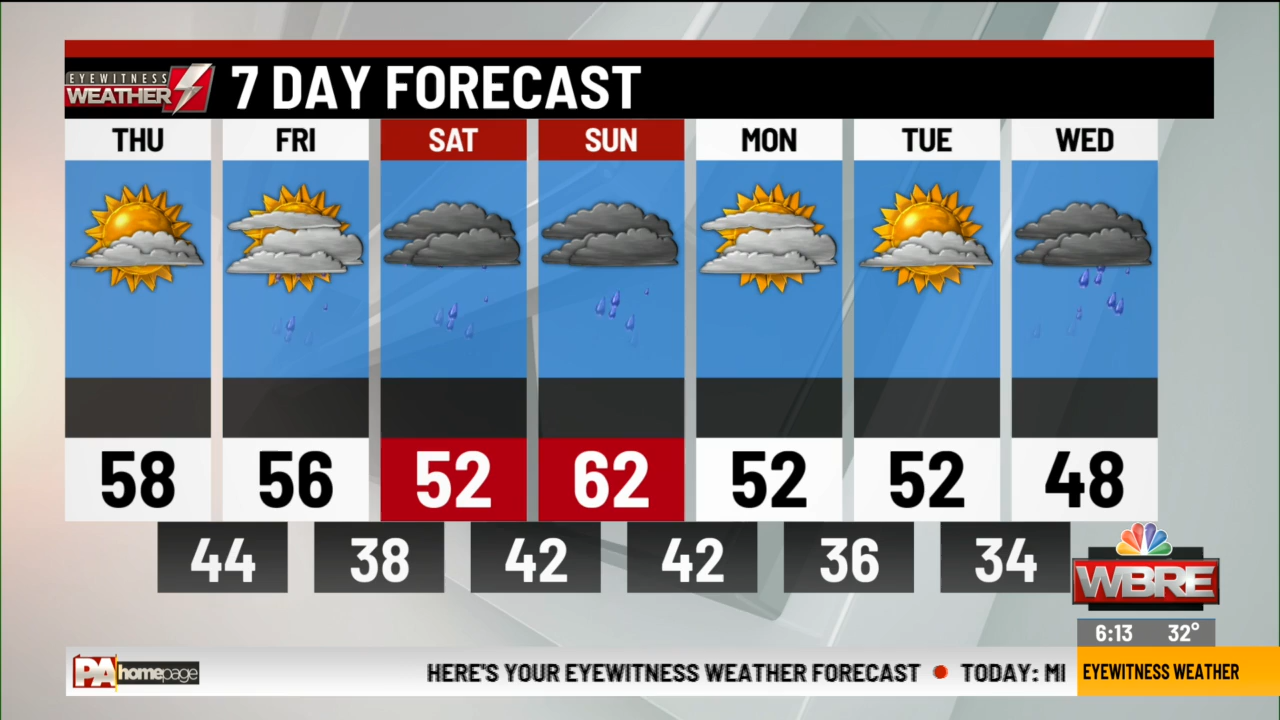 EYEWITNESS
WEATHER
7 DAY FORECAST
THU FRI SAT SUN MON TUE WED
58 56 52 62 52 52 48
44 38 42 42 36 34
WBRE
6:13 32°
PA homepage
HERE'S YOUR EYEWITNESS WEATHER FORECAST • TODAY: MI
EYEWITNESS WEATHER